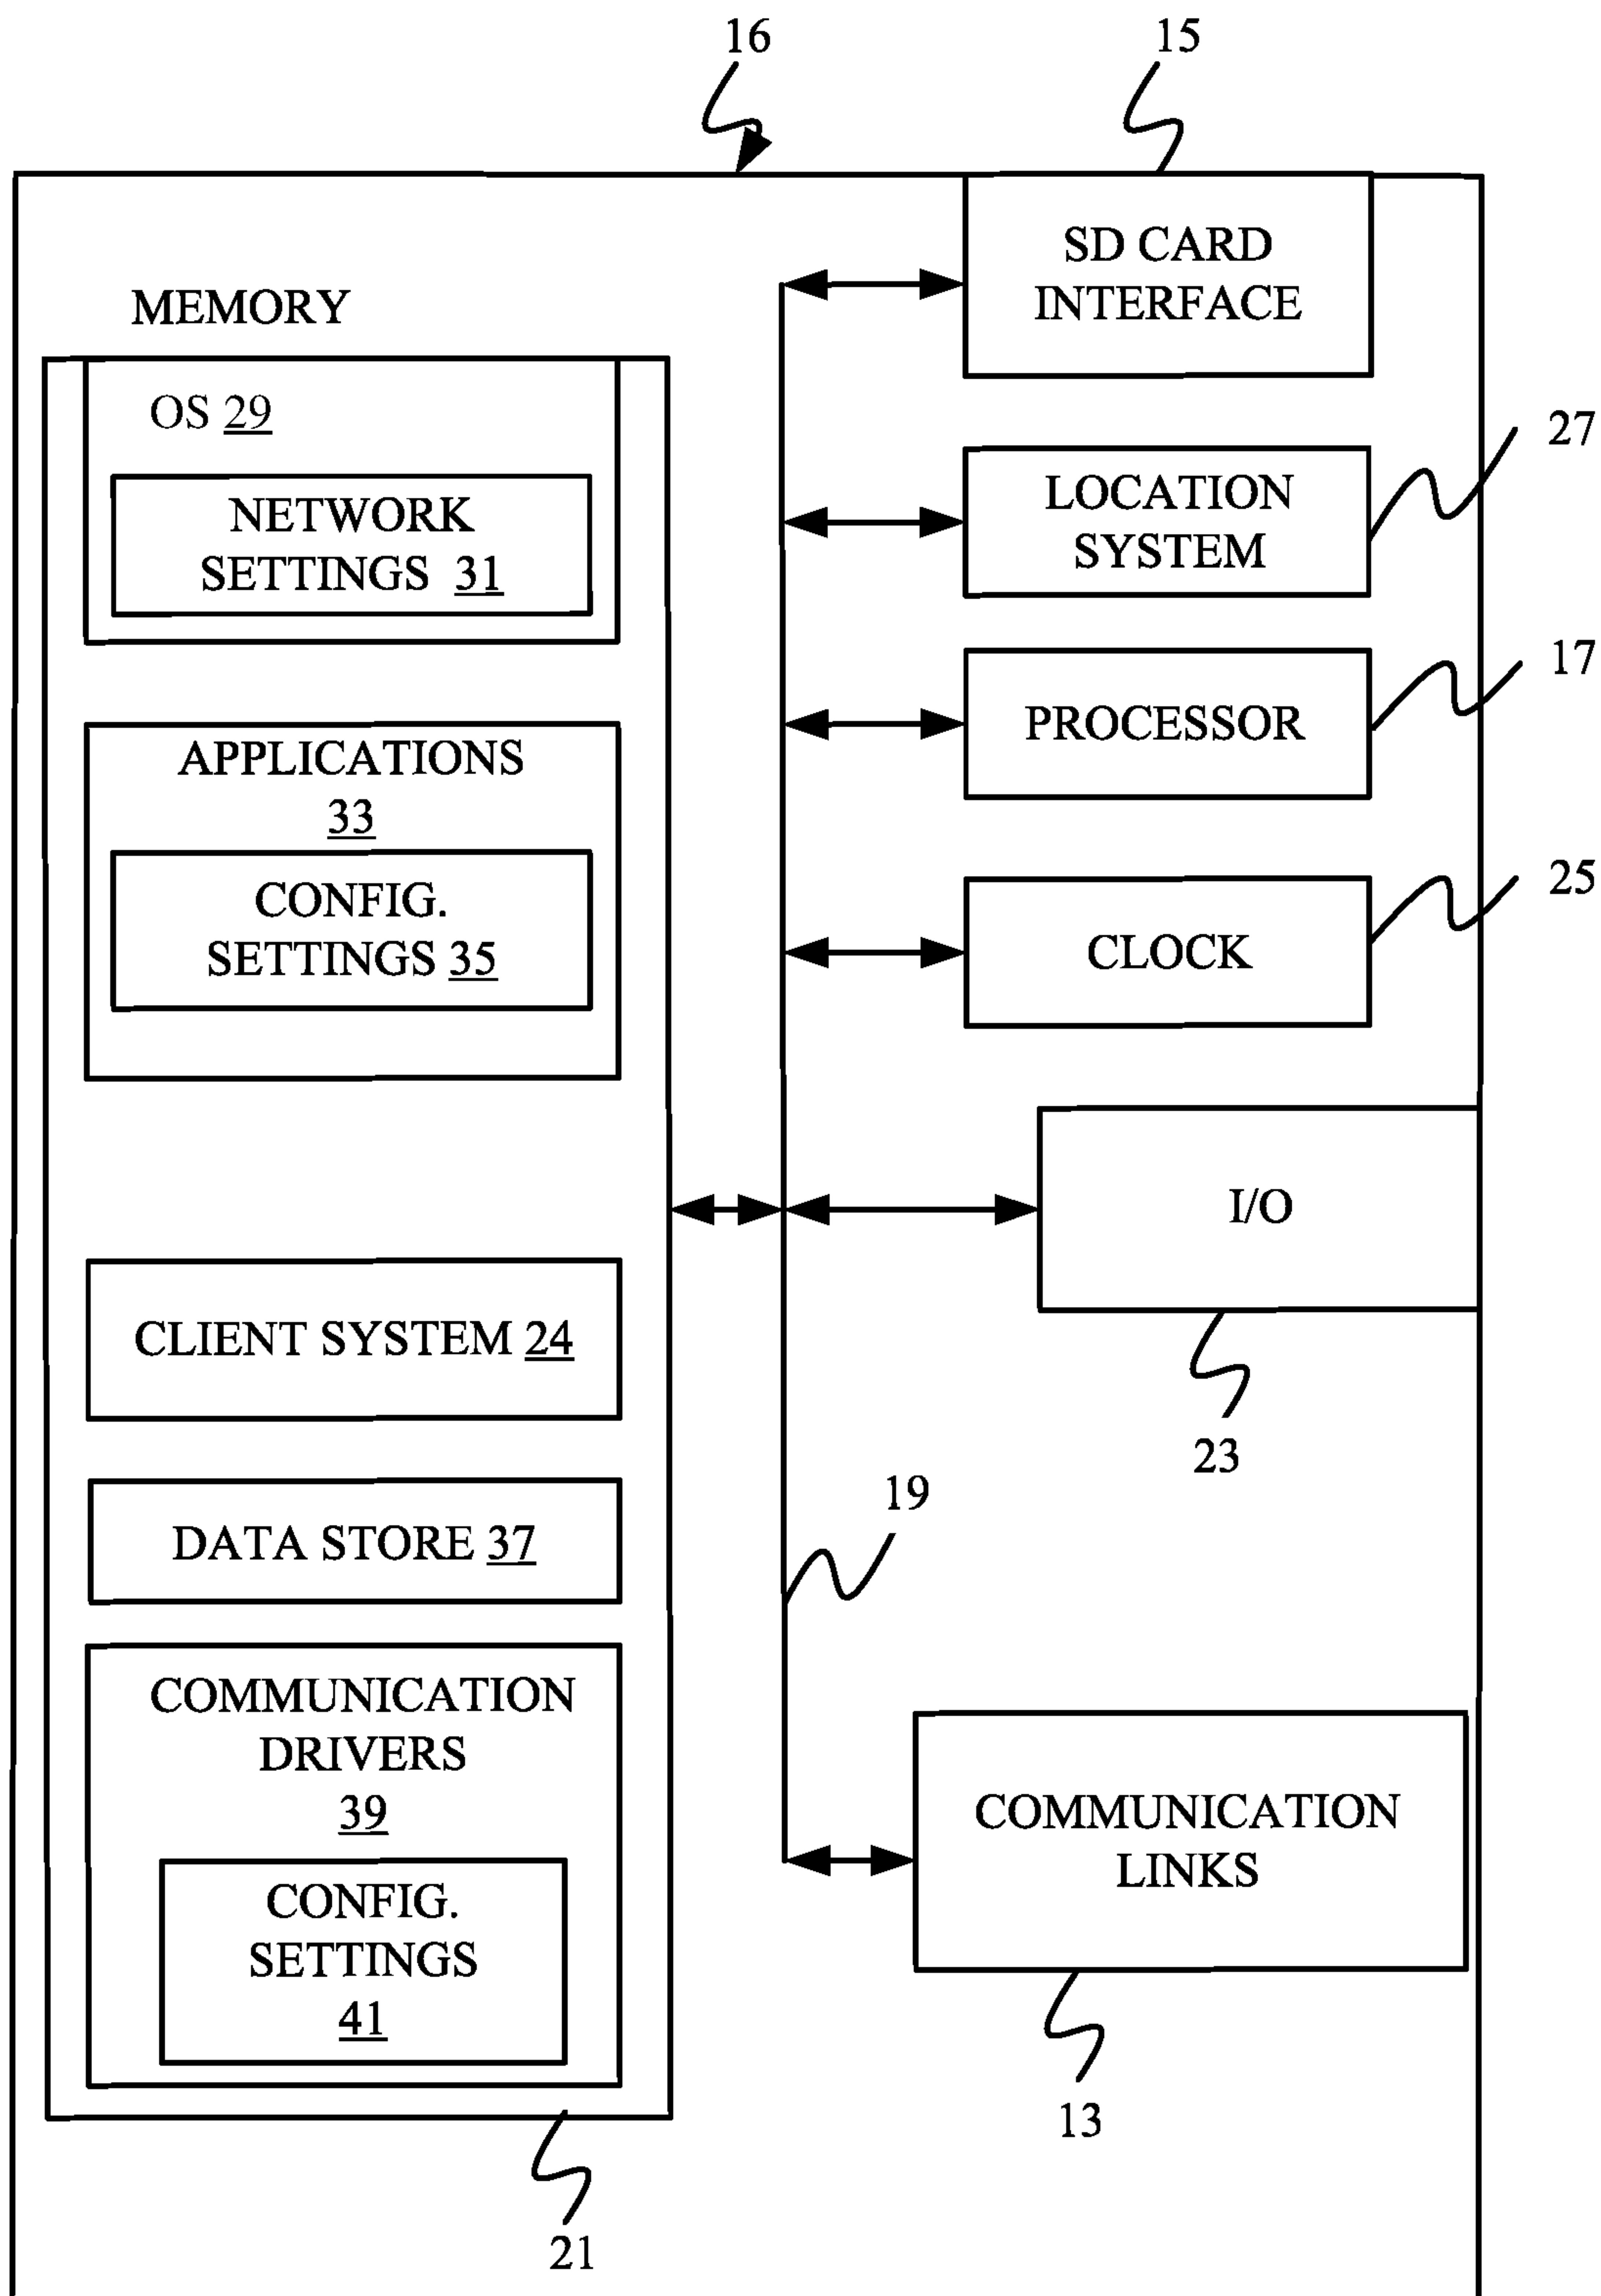 16
15
SD CARD
INTERFACE
MEMORY
OS 29
NETWORK
SETTINGS 31
27
LOCATION
SYSTEM
17
PROCESSOR
APPLICATIONS
33
CONFIG.
SETTINGS 35
25
CLOCK
I/O
23
CLIENT SYSTEM 24
19
DATA STORE 37
COMMUNICATION
DRIVERS
39
CONFIG.
SETTINGS
41
COMMUNICATION
LINKS
13
21